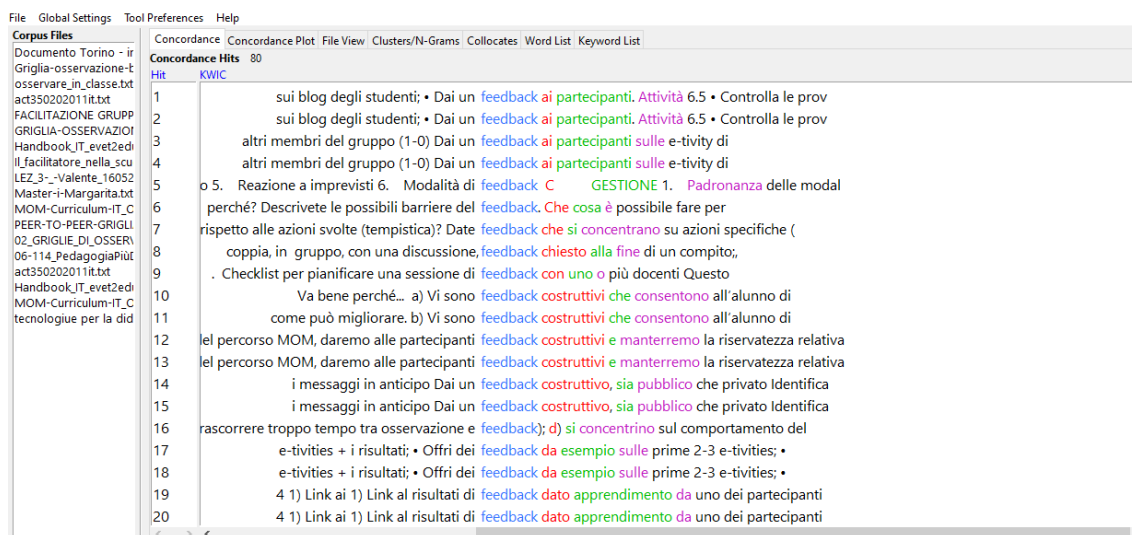 File Global Settings Tool Preferences Help
Corpus Files
Documento Torino - ir
Griglia-osservazione-b
osservare_in_classe.txt
act350202011it.txt
FACILITAZIONE GRUPP
GRIGLIA-OSSERVAZION
Handbook_IT_evet2edu
Il_facilitatore_nella_scu
LEZ_3-_-Valente_16052
Master-i-Margarita.txt
MOM-Curriculum-IT_C
PEER-TO-PEER-GRIGLI.
02_GRIGLIE_DI_OSSERV
06-114_PedagogiaPiùD
act350202011it.txt
Handbook_IT_evet2edu
MOM-Curriculum-IT_C
tecnologiue per la did
Concordance Concordance Plot File View Clusters/N-Grams Collocates Word List Keyword List
Concordance Hits 80
Hit KWIC
1 sui blog degli studenti; • Dai un feedback ai partecipanti. Attività 6.5 • Controlla le prov
2 sui blog degli studenti; • Dai un feedback ai partecipanti. Attività 6.5 • Controlla le prov
3 altri membri del gruppo (1-0) Dai un feedback ai partecipanti sulle e-tivity di
4 altri membri del gruppo (1-0) Dai un feedback ai partecipanti sulle e-tivity di
5 o 5. Reazione a imprevisti 6. Modalità di feedback C GESTIONE 1. Padronanza delle modal
6 perché? Descrivete le possibili barriere del feedback. Che cosa è possibile fare per
7 rispetto alle azioni svolte (tempistica)? Date feedback che si concentrano su azioni specifiche (
8 coppia, in gruppo, con una discussione, feedback chiesto alla fine di un compito;,
9 . Checklist per pianificare una sessione di feedback con uno o più docenti Questo
10 Va bene perché... a) Vi sono feedback costruttivi che consentono all'alunno di
11 come può migliorare. b) Vi sono feedback costruttivi che consentono all'alunno di
12 del percorso MOM, daremo alle partecipanti feedback costruttivi e manterremo la riservatezza relativa
13 del percorso MOM, daremo alle partecipanti feedback costruttivi e manterremo la riservatezza relativa
14 i messaggi in anticipo Dai un feedback costruttivo, sia pubblico che privato Identifica
15 i messaggi in anticipo Dai un feedback costruttivo, sia pubblico che privato Identifica
16 rascorrere troppo tempo tra osservazione e feedback); d) si concentrino sul comportamento del
17 e-tivities + i risultati; • Offri dei feedback da esempio sulle prime 2-3 e-tivities; •
18 e-tivities + i risultati; • Offri dei feedback da esempio sulle prime 2-3 e-tivities; •
19 4 1) Link ai 1) Link al risultati di feedback dato apprendimento da uno dei partecipanti
20 4 1) Link ai 1) Link al risultati di feedback dato apprendimento da uno dei partecipanti